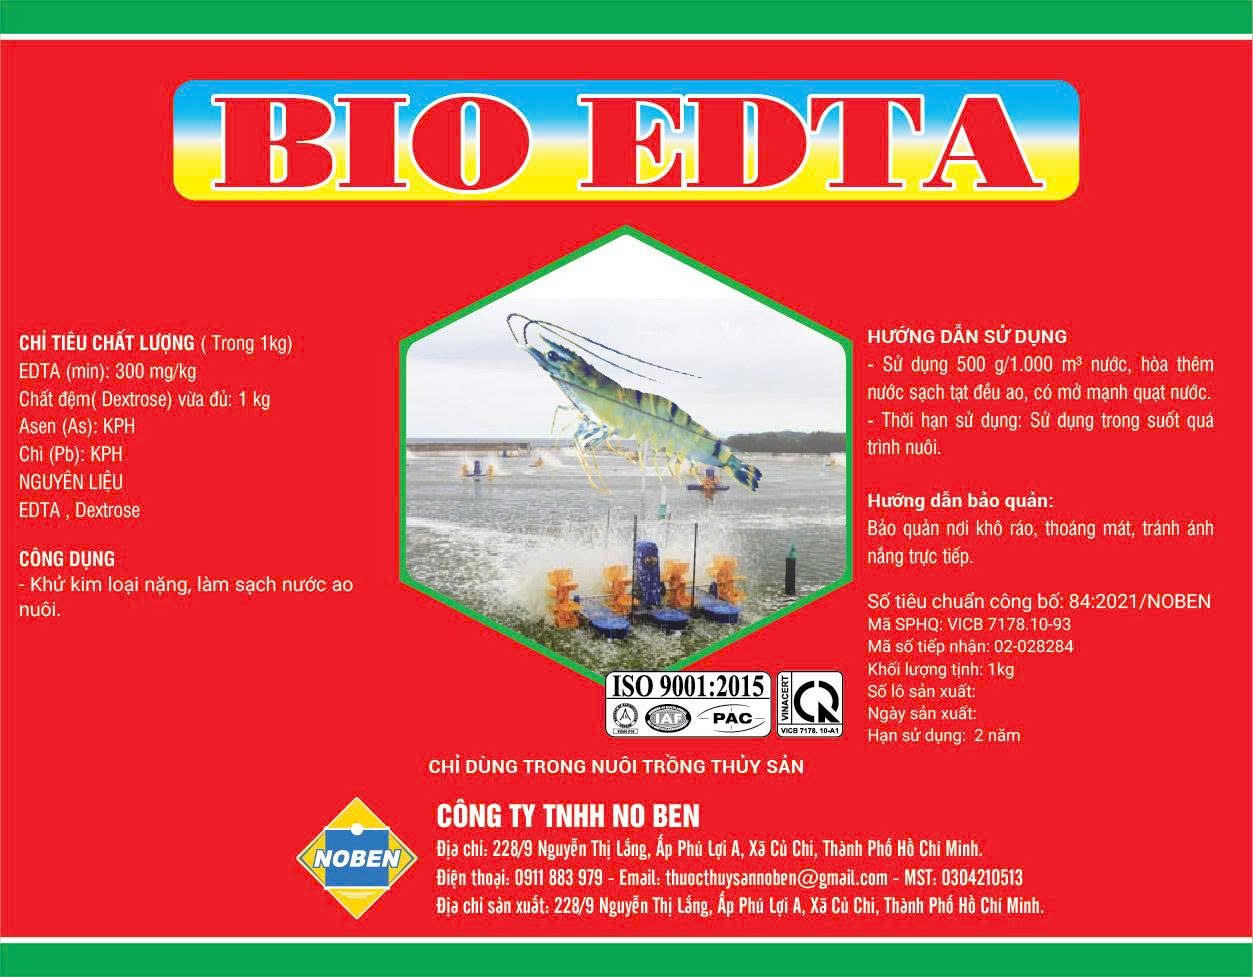 BIO EDTA
CHỈ TIÊU CHẤT LƯỢNG ( Trong 1kg)
EDTA (min): 300 mg/kg
Chất đệm( Dextrose) vừa đủ: 1 kg
Asen (As): KPH
Chì (Pb): KPH
NGUYÊN LIỆU
EDTA , Dextrose
CÔNG DỤNG
- Khử kim loại nặng, làm sạch nước ao
nuôi.
HƯỚNG DẪN SỬ DỤNG
- Sử dụng 500 g/1.000 m³ nước, hòa thêm
nước sạch tạt đều ao, có mở mạnh quạt nước.
- Thời hạn sử dụng: Sử dụng trong suốt quá
trình nuôi.
Hướng dẫn bảo quản:
Bảo quản nơi khô ráo, thoáng mát, tránh ánh
nắng trực tiếp.
Số tiêu chuẩn công bố: 84:2021/NOBEN
Mã SPHQ: VICB 7178.10-93
Mã số tiếp nhận: 02-028284
Khối lượng tịnh: 1kg
Số lô sản xuất:
Ngày sản xuất:
Hạn sử dụng: 2 năm
ISO 9001:2015
IAF
PAC
VINACERT
VICB 7178. 10-A1
CHỈ DÙNG TRONG NUÔI TRỒNG THỦY SẢN
NOBEN
CÔNG TY TNHH NO BEN
Địa chỉ: 228/9 Nguyễn Thị Lắng, Ấp Phú Lợi A, Xã Củ Chi, Thành Phố Hồ Chí Minh.
Điện thoại: 0911 883 979 - Email: thuocthuysannoben@gmail.com - MST: 0304210513
Địa chỉ sản xuất: 228/9 Nguyễn Thị Lắng, Ấp Phú Lợi A, Xã Củ Chi, Thành Phố Hồ Chí Minh.